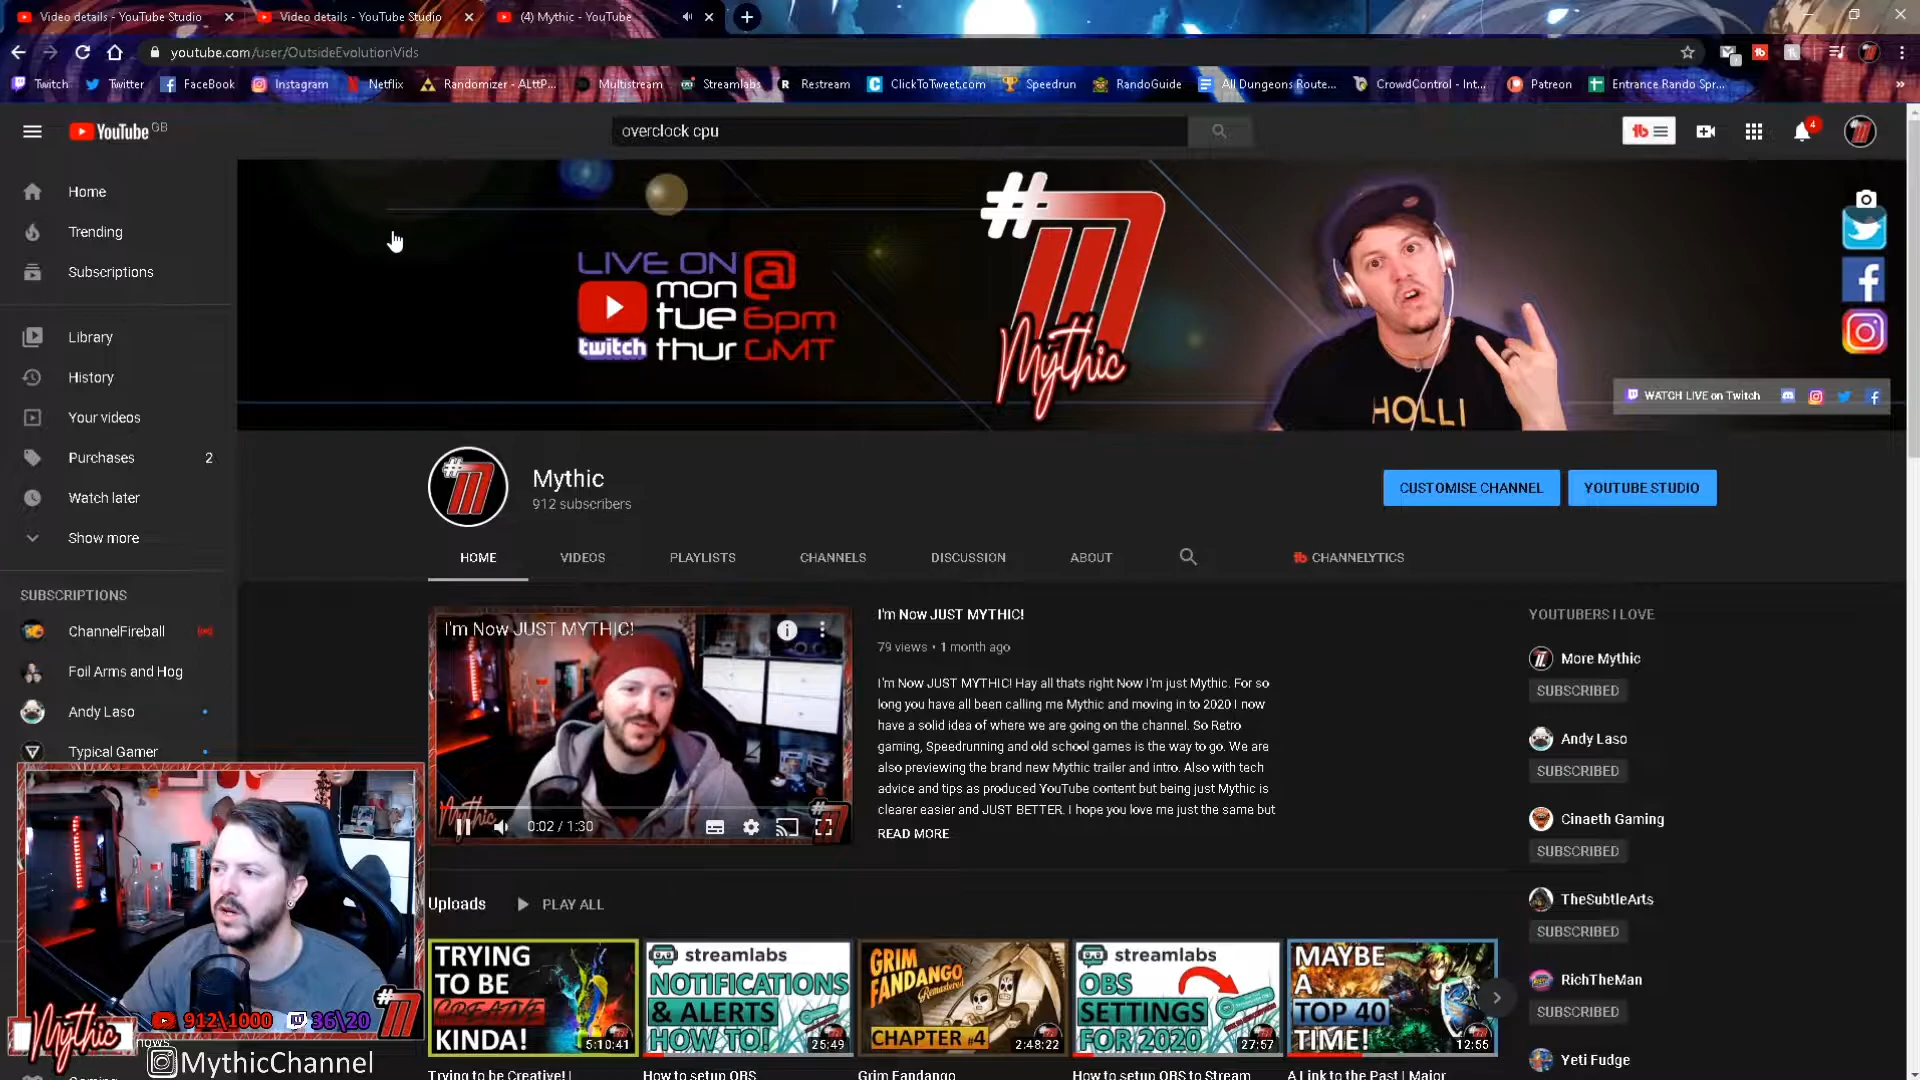 Video details - YouTube Studio
Video details - YouTube Studio
(4) Mythic - YouTube
youtube.com/user/OutsideEvolutionVids
Twitch
Twitter
FaceBook
Instagram
Netflix
Randomizer - ALttP...
Multistream
Streamlabs
Restream
ClickToTweet.com
Speedrun
RandoGuide
All Dungeons Route...
CrowdControl - Int...
Patreon
Entrance Rando Spr...
YouTube GB
overclock cpu
tb
4
Home
Trending
Subscriptions
Library
History
Your videos
Purchases 2
Watch later
Show more
SUBSCRIPTIONS
ChannelFireball
Foil Arms and Hog
Andy Laso
Typical Gamer
LIVE ON @
mon
tue 6pm
twitch thur GMT
#M
Mythic
HOLLI
WATCH LIVE on Twitch
Mythic
912 subscribers
CUSTOMISE CHANNEL
YOUTUBE STUDIO
HOME
VIDEOS
PLAYLISTS
CHANNELS
DISCUSSION
ABOUT
tb CHANNELYTICS
I'm Now JUST MYTHIC!
Mythic
0:02 / 1:30
I'm Now JUST MYTHIC!
79 views • 1 month ago
I'm Now JUST MYTHIC! Hay all thats right Now I'm just Mythic. For so
long you have all been calling me Mythic and moving in to 2020 I now
have a solid idea of where we are going on the channel. So Retro
gaming, Speedrunning and old school games is the way to go. We are
also previewing the brand new Mythic trailer and intro. Also with tech
advice and tips as produced YouTube content but being just Mythic is
clearer easier and JUST BETTER. I hope you love me just the same but
READ MORE
YOUTUBERS I LOVE
More Mythic
SUBSCRIBED
Andy Laso
SUBSCRIBED
Cinaeth Gaming
SUBSCRIBED
TheSubtleArts
SUBSCRIBED
RichTheMan
SUBSCRIBED
Yeti Fudge
Uploads
PLAY ALL
TRYING
TO BE
CREATIVE
KINDA!
5:10:41
streamlabs
NOTIFICATIONS
& ALERTS
HOW TO!
25:49
GRIM
FANDANGO
Remastered
CHAPTER #4
2:48:22
streamlabs
OBS
SETTINGS
FOR 2020
27:57
MAYBE
A
TOP 40
TIME!
12:55
Trying to be Creative! |
How to setup OBS
Grim Fandango
How to setup OBS to Stream
A Link to the Past | Major
Mythic
912\1000
36\20
#M
MythicChannel